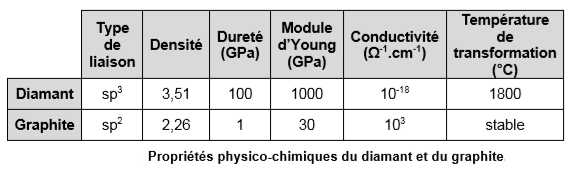 Type de liaison Densité Dureté (GPa) Module d'Young (GPa) Conductivité (Ω⁻¹.cm⁻¹) Température de transformation (°C)
Diamant sp³ 3,51 100 1000 10⁻¹⁸ 1800
Graphite sp² 2,26 1 30 10³ stable
Propriétés physico-chimiques du diamant et du graphite.